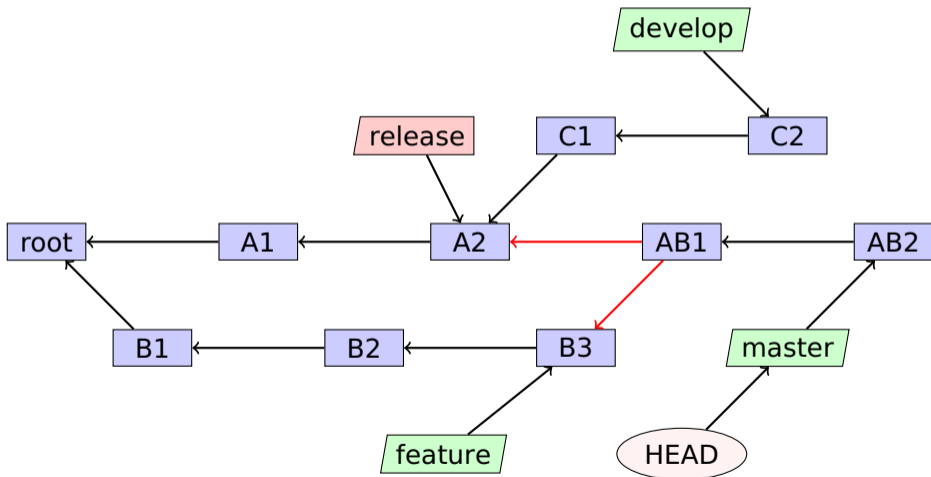 develop
release
C1
C2
root
A1
A2
AB1
AB2
B1
B2
B3
master
feature
HEAD